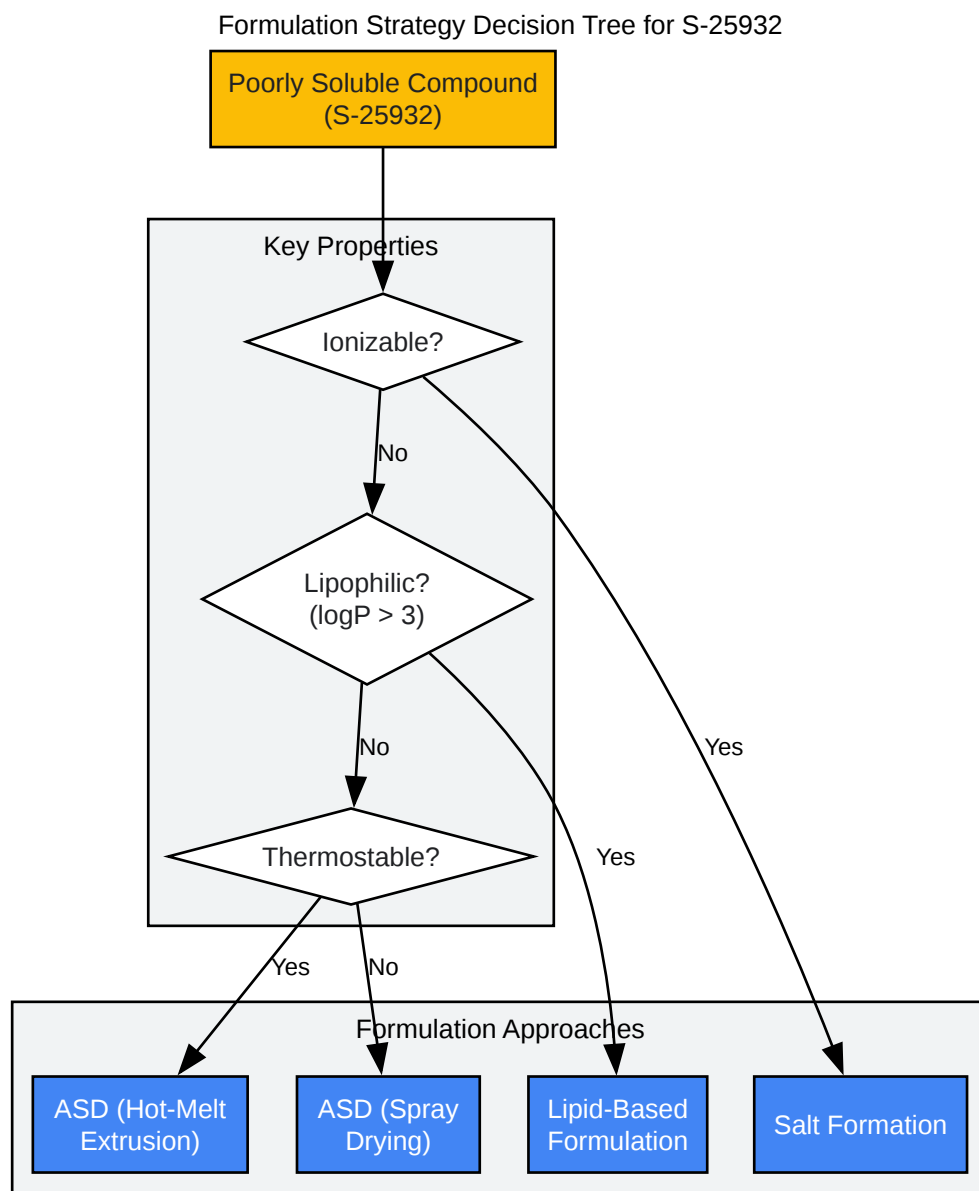 Formulation Strategy Decision Tree for S-25932
Poorly Soluble Compound
(S-25932)
Key Properties
Ionizable?
No
Lipophilic?
(logP > 3)
No
Yes
Thermostable?
Yes
Yes
No
Formulation Approaches
ASD (Hot-Melt
Extrusion)
ASD (Spray
Drying)
Lipid-Based
Formulation
Salt Formation